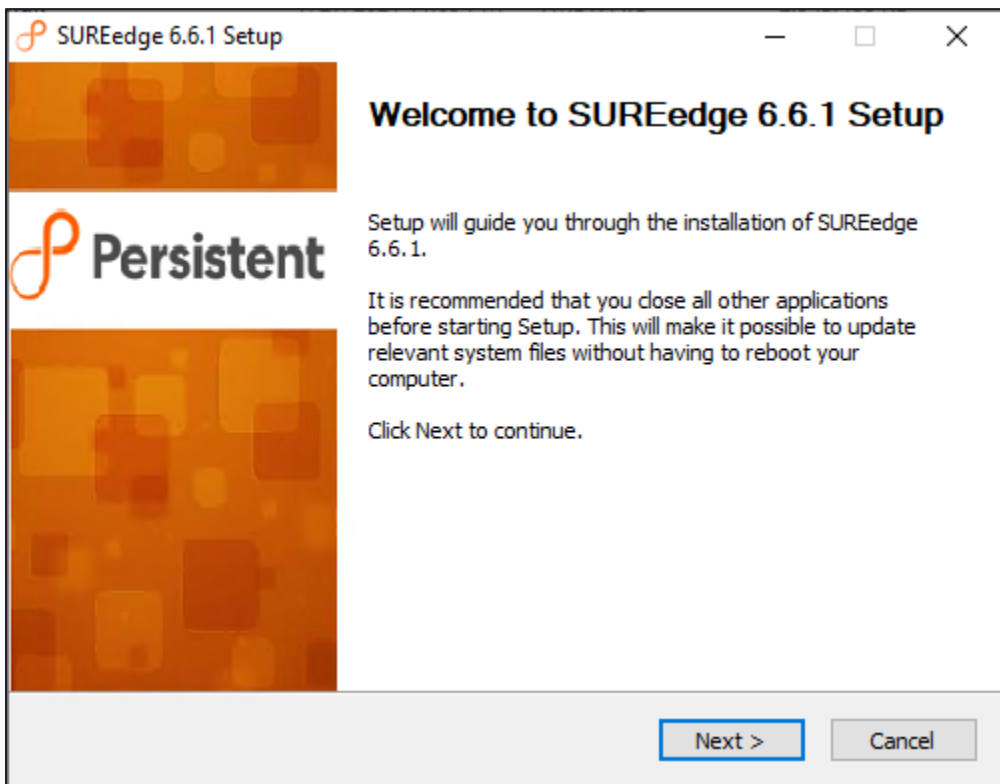 SUREedge 6.6.1 Setup
Welcome to SUREedge 6.6.1 Setup
Persistent
Setup will guide you through the installation of SUREedge
6.6.1.
It is recommended that you close all other applications
before starting Setup. This will make it possible to update
relevant system files without having to reboot your
computer.
Click Next to continue.
Next >
Cancel